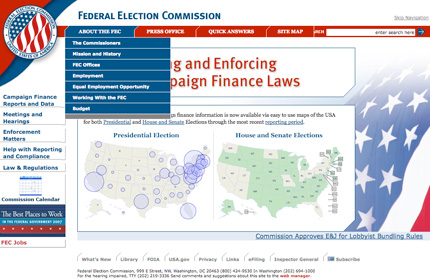 FEDERAL ELECTION COMMISSION
Skip Navigation
ABOUT THE FEC
PRESS OFFICE
QUICK ANSWERS
SITE MAP
enter search here
The Commissioners
Mission and History
FEC Offices
Employment
Equal Employment Opportunity
Working With the FEC
Budget
ng and Enforcing
paign Finance Laws
Campaign Finance
Reports and Data
Meetings and
Hearings
Enforcement
Matters
Help with Reporting
and Compliance
Law & Regulations
Commission Calendar
The Best Places to Work
IN THE FEDERAL GOVERNMENT 2007
FEC Jobs
gn finance information is now available via easy to use maps of the USA
for both Presidential and House and Senate Elections through the most recent reporting period.
Presidential Election
House and Senate Elections
Commission Approves E&J for Lobbyist Bundling Rules
What's New
Library
FOIA
USA.gov
Privacy
Links
eFiling
Inspector General
Subscribe
Federal Election Commission, 999 E Street, NW, Washington, DC 20463 (800) 424-9530 In Washington (202) 694-1000
For the hearing impaired, TTY (202) 219-3336 Send comments and suggestions about this site to the web manager.